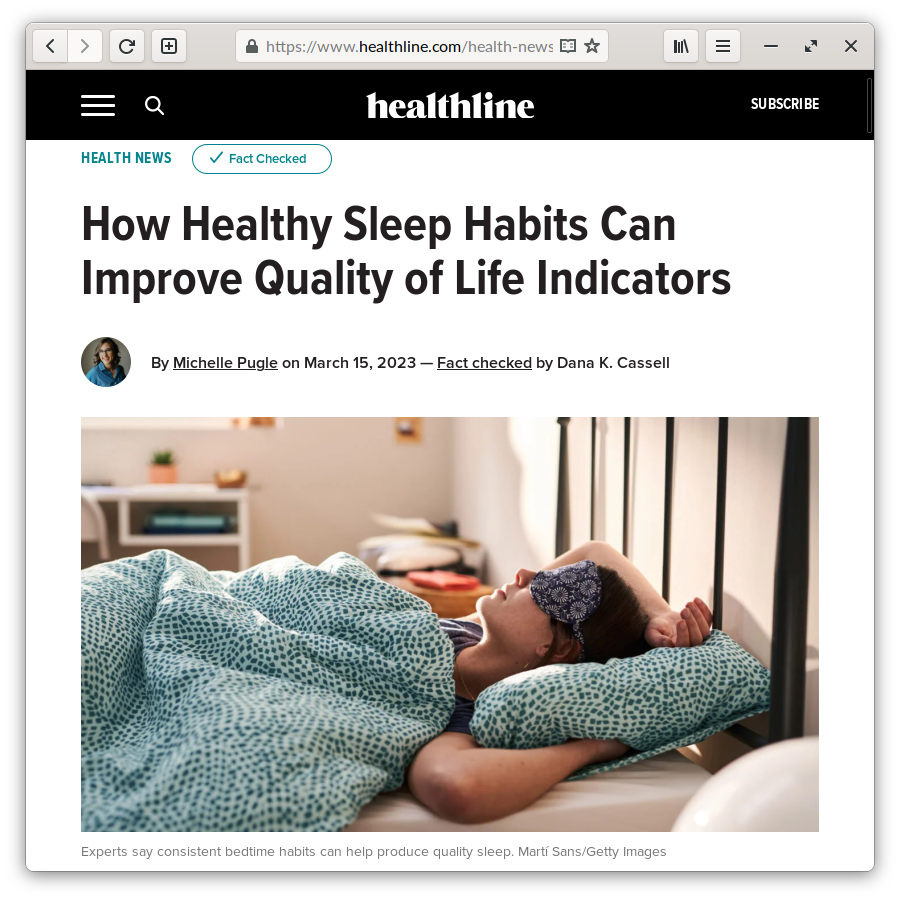 https://www.healthline.com/health-news
healthline
SUBSCRIBE
HEALTH NEWS
Fact Checked
How Healthy Sleep Habits Can
Improve Quality of Life Indicators
By Michelle Pugle on March 15, 2023 — Fact checked by Dana K. Cassell
Experts say consistent bedtime habits can help produce quality sleep. Martí Sans/Getty Images